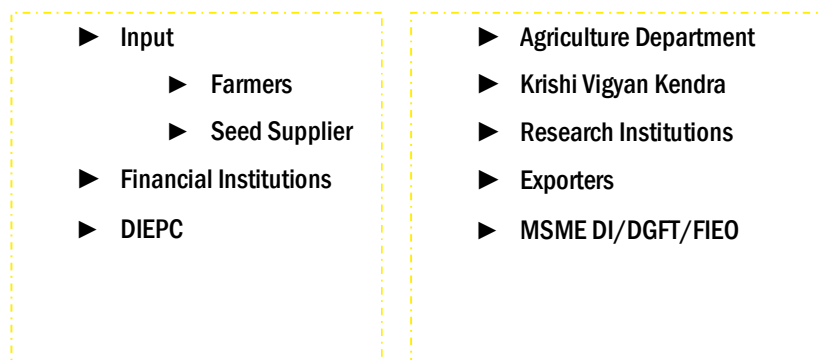 ► Input
► Farmers
► Seed Supplier
► Financial Institutions
► DIEPC
► Agriculture Department
► Krishi Vigyan Kendra
► Research Institutions
► Exporters
► MSME DI/DGFT/FIEO